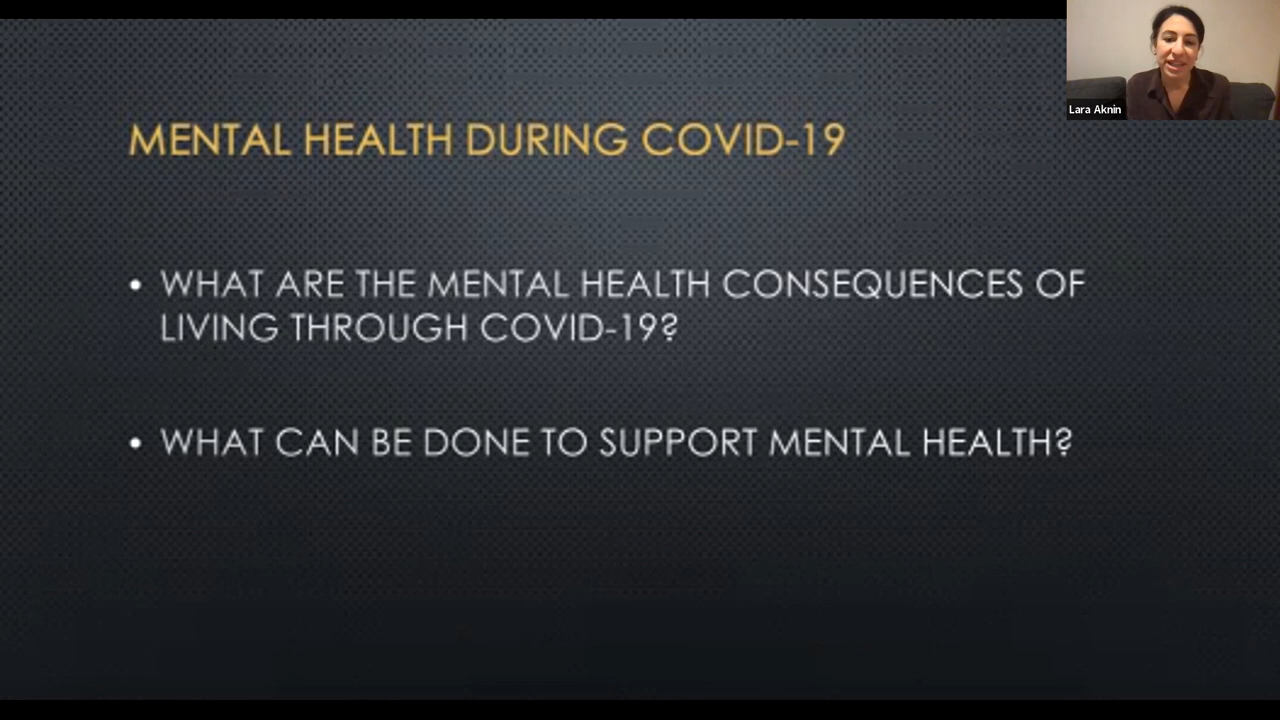 Lara Aknin
MENTAL HEALTH DURING COVID-19
• WHAT ARE THE MENTAL HEALTH CONSEQUENCES OF
LIVING THROUGH COVID-19?
• WHAT CAN BE DONE TO SUPPORT MENTAL HEALTH?